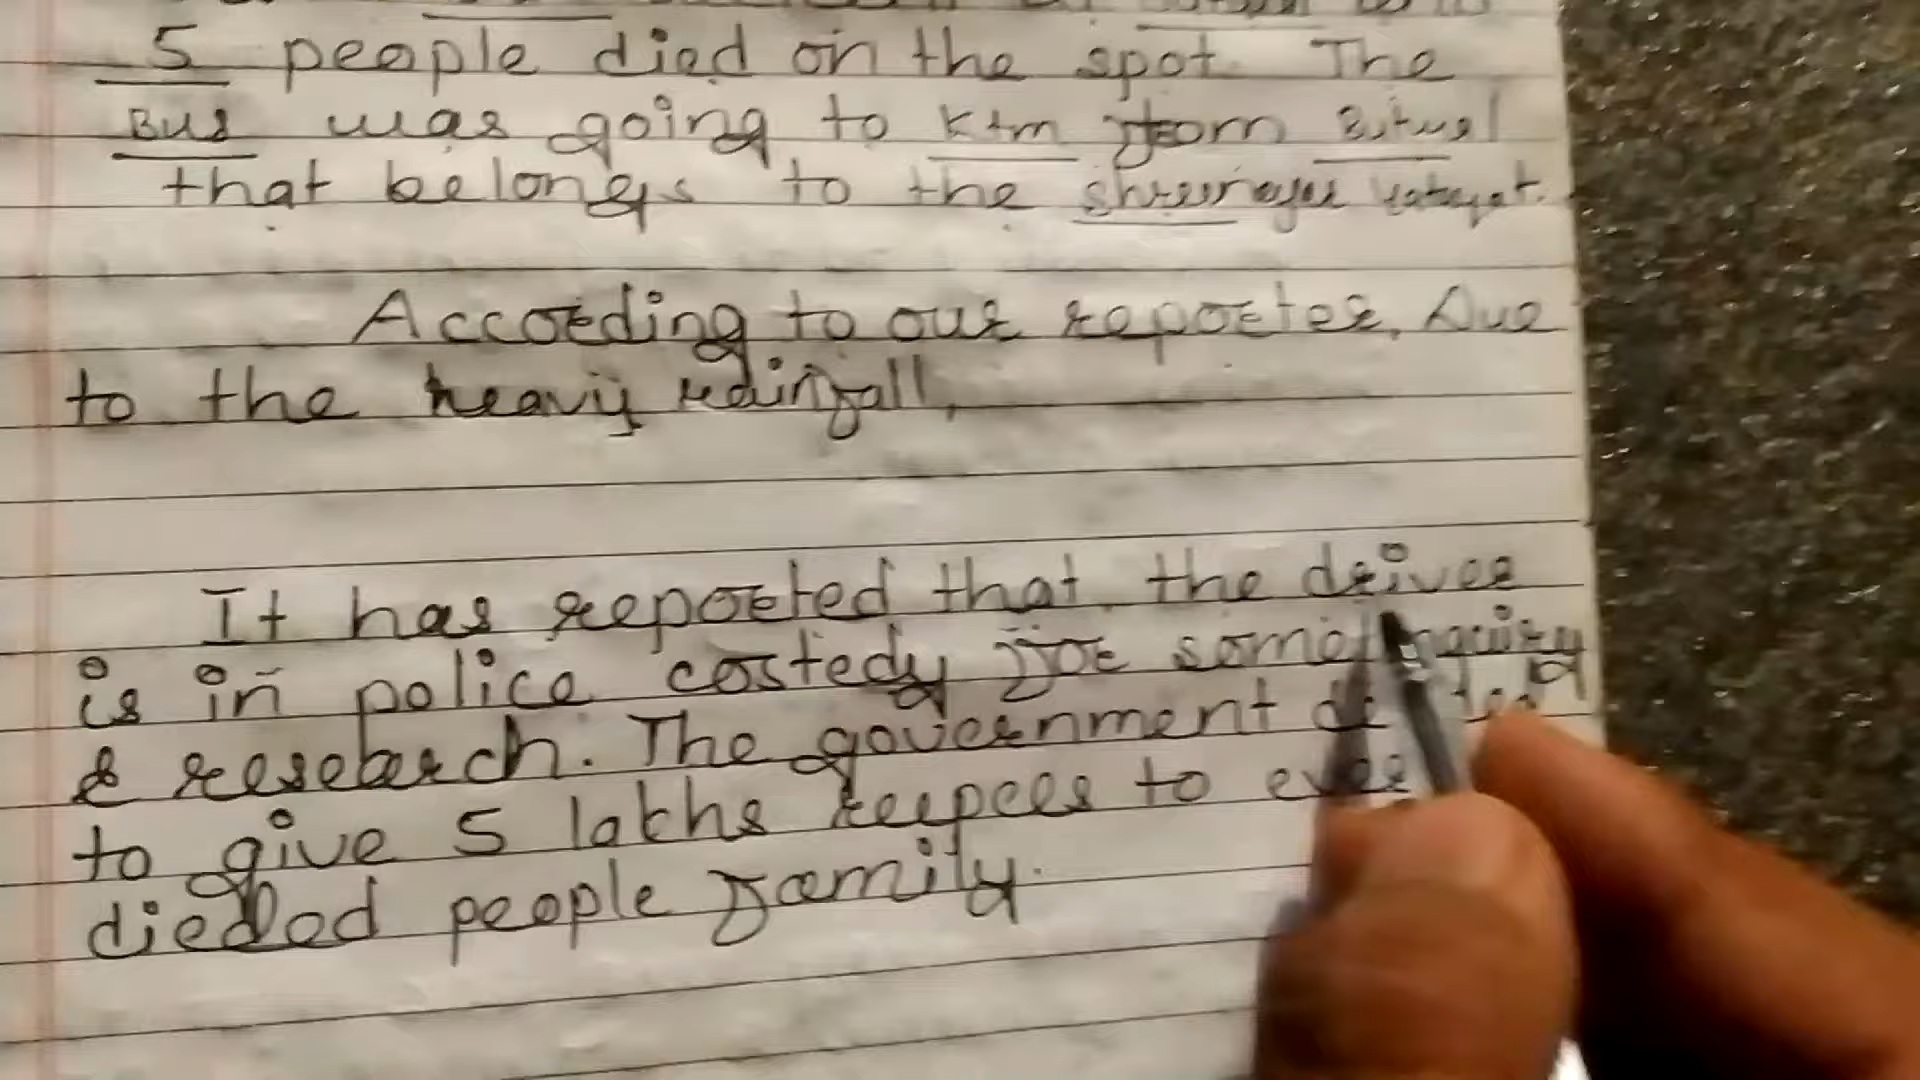 5 people died on the spot. The
Bus was going to Ktm from Butwal
that belongs to the
According to our reporter, Due
to the heavy rainfall,
It has reported that the driver
is in police costedy for some
& research. The government
to give 5 lakhs to
people family.